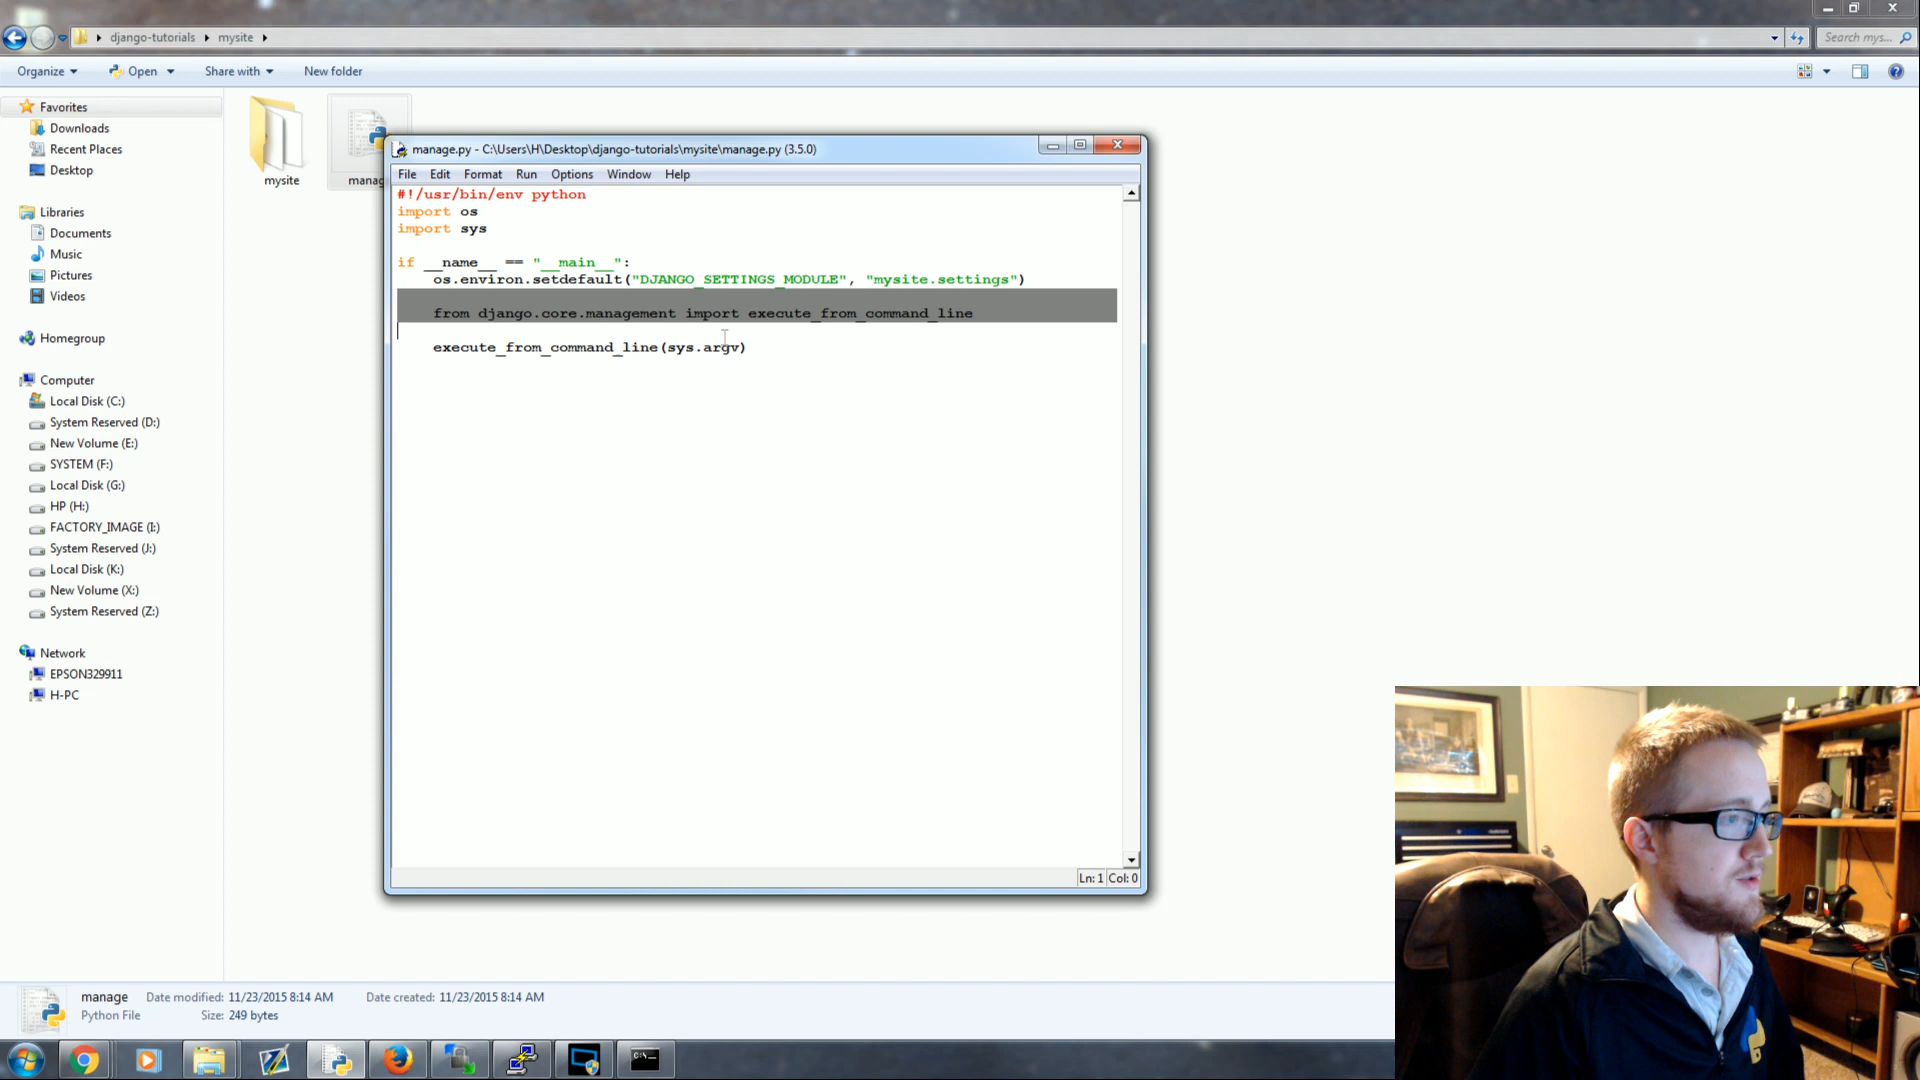 django-tutorials mysite
Search mys...
Organize Open Share with New folder
Favorites
Downloads
Recent Places
Desktop
Libraries
Documents
Music
Pictures
Videos
Homegroup
Computer
Local Disk (C:)
System Reserved (D:)
New Volume (E:)
SYSTEM (F:)
Local Disk (G:)
HP (H:)
FACTORY_IMAGE (I:)
System Reserved (J:)
Local Disk (K:)
New Volume (X:)
System Reserved (Z:)
Network
EPSON329911
H-PC
mysite
manag
manage.py - C:\Users\H\Desktop\django-tutorials\mysite\manage.py (3.5.0)
File Edit Format Run Options Window Help
#!/usr/bin/env python
import os
import sys
if __name__ == "__main__":
os.environ.setdefault("DJANGO_SETTINGS_MODULE", "mysite.settings")
from django.core.management import execute_from_command_line
execute_from_command_line(sys.argv)
Ln: 1 Col: 0
manage Date modified: 11/23/2015 8:14 AM Date created: 11/23/2015 8:14 AM
Python File Size: 249 bytes